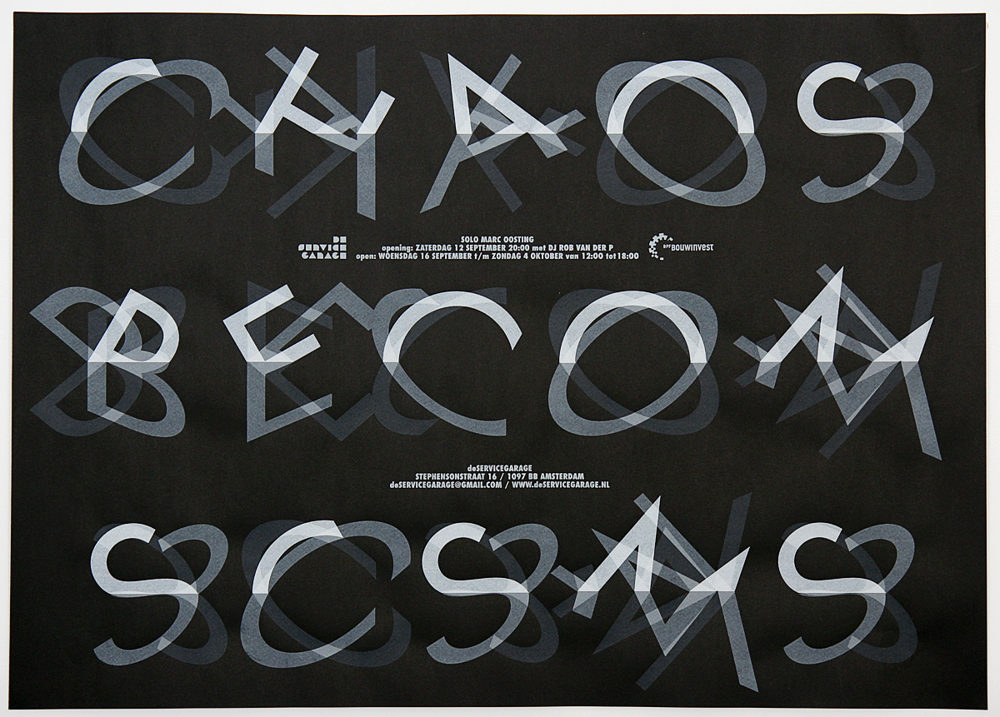 CHAOS
SOLO MARC OOSTING
DE SERVICE GARAGE
opening: ZATERDAG 12 SEPTEMBER 20:00 met DJ ROB VAN DER P
BPFBOUWINVEST
open: WOENSDAG 16 SEPTEMBER t/m ZONDAG 4 OKTOBER van 12:00 tot 18:00
BECOM
deSERVICEGARAGE
STEPHENSONSTRAAT 16 / 1097 BB AMSTERDAM
deSERVICEGARAGE@GMAIL.COM / WWW.deSERVICEGARAGE.NL
SCSMS